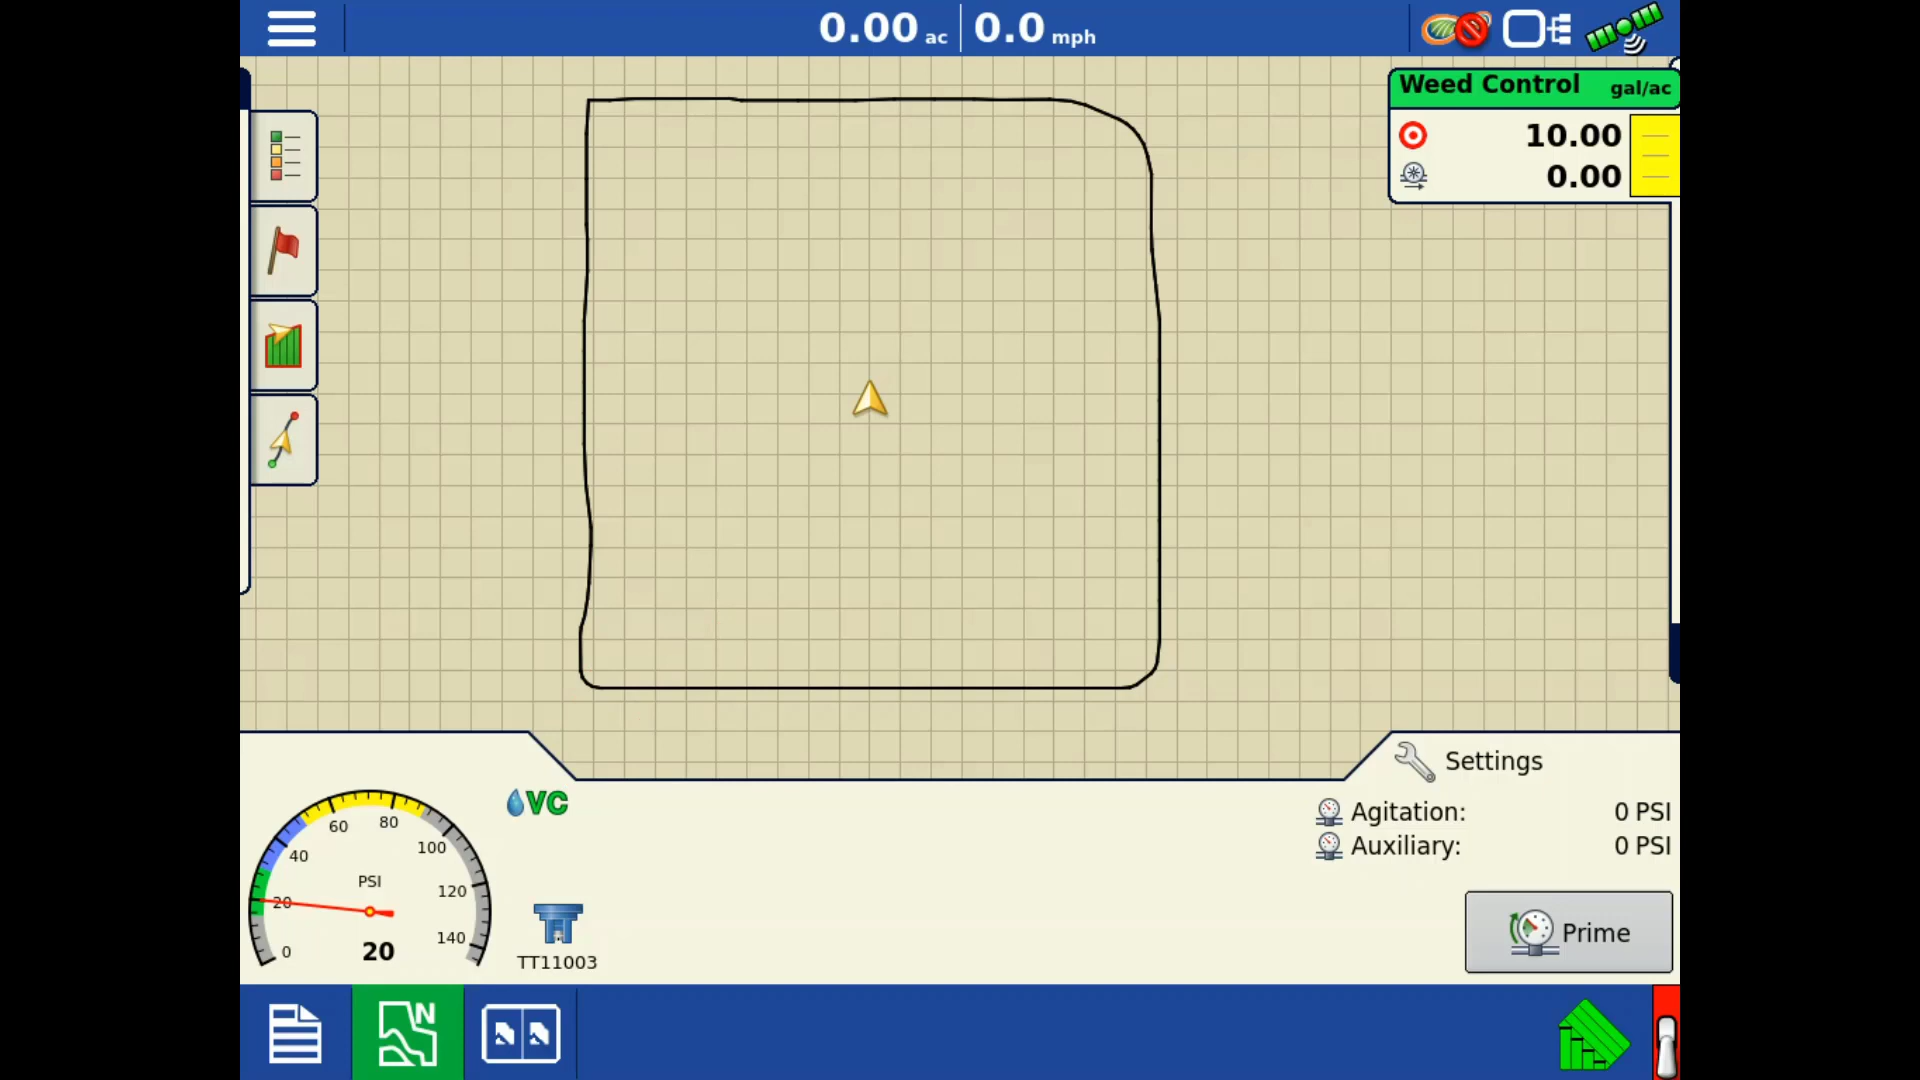 0.00 ac 0.0 mph
Weed Control gal/ac
10.00
0.00
Settings
Agitation: 0 PSI
Auxiliary: 0 PSI
Prime
VC
0 20 40 60 80 100 120 140
PSI
20
TT11003
N